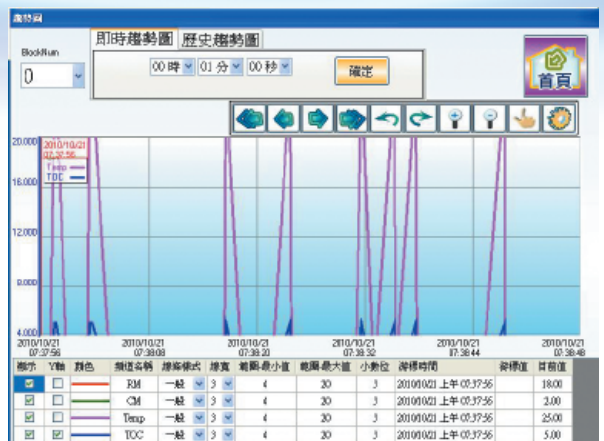 趨勢圖
即時趨勢圖 歷史趨勢圖
BlockNum
0
00 時 01 分 00 秒
確定
首頁
20.000
2010/10/21
07:37:56
Temp
TOC
16.000
12.000
8.000
4.000
2010/10/21 2010/10/21 2010/10/21 2010/10/21 2010/10/21 2010/10/21
07:37:56 07:38:08 07:38:20 07:38:32 07:38:44 07:38:48
顯示 Y軸 顏色 頻道名稱 線條樣式 線寬 範圍-最小值 範圍-最大值 小數位 游標時間 游標值 目前值
RM 一般 3 4 20 3 2010/10/21 上午 07:37:56 18.00
CM 一般 3 4 20 3 2010/10/21 上午 07:37:56 2.00
Temp 一般 3 4 20 3 2010/10/21 上午 07:37:56 25.00
TOC 一般 3 4 20 3 2010/10/21 上午 07:37:56 5.00